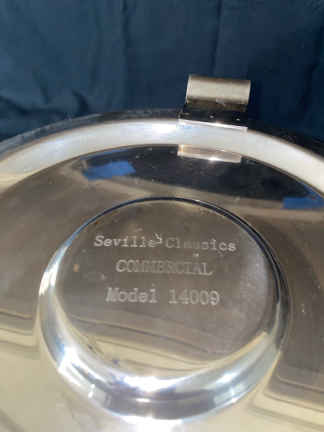 Seville Classics
COMMERCIAL
Model 14009